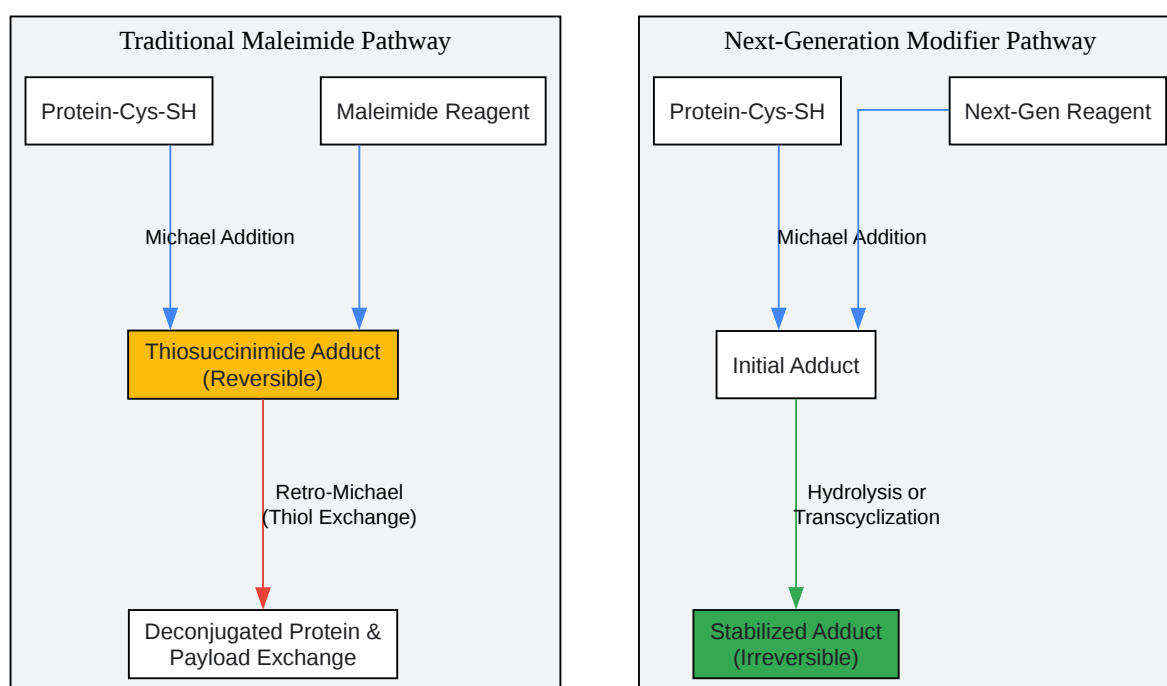 Traditional Maleimide Pathway
Protein-Cys-SH
Maleimide Reagent
Michael Addition
Thiosuccinimide Adduct
(Reversible)
Retro-Michael
(Thiol Exchange)
Deconjugated Protein &
Payload Exchange
Next-Generation Modifier Pathway
Protein-Cys-SH
Next-Gen Reagent
Michael Addition
Initial Adduct
Hydrolysis or
Transcyclization
Stabilized Adduct
(Irreversible)